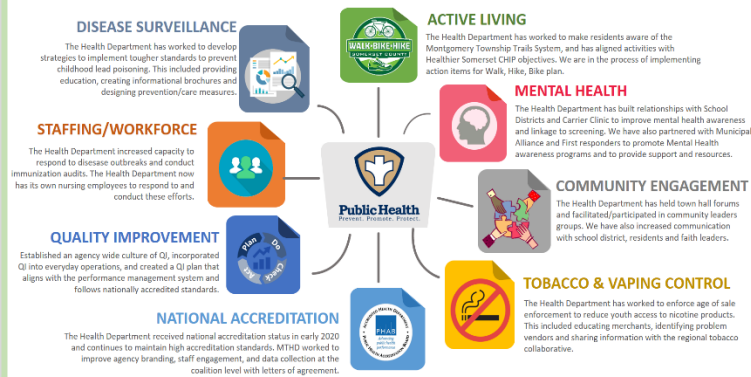 DISEASE SURVEILLANCE
The Health Department has worked to develop
strategies to implement tougher standards to prevent
childhood lead poisoning. This included providing
education, creating informational brochures and
designing prevention/care measures.
STAFFING/WORKFORCE
The Health Department increased capacity to
respond to disesase outbreaks and conduct
immunization audits. The Health Department now
has its own nursing employees to respond to and
conduct these efforts.
QUALITY IMPROVEMENT
Established an agency wide culture of QI, incorporated
QI into everyday operations, and created a QI plan that
aligns with the performance management system and
follows nationally accredited standards.
Plan
Do
Check
Act
NATIONAL ACCREDITATION
The Health Department received national accreditation status in early 2020
and continues to maintain high accreditation standards. MTHD worked to
improve agency branding, staff engagement, and data collection at the
coalition level with letters of agreement.
PHAB
Public Health
Prevent. Promote. Protect.
WALK•BIKE•HIKE
SOMERSET COUNTY
ACTIVE LIVING
The Health Department has worked to make residents aware of the
Montgomery Township Trails System, and has aligned activities with
Healthier Somerset CHIP objectives. We are in the process of implementing
action items for Walk, Hike, Bike plan.
MENTAL HEALTH
The Health Department has built relationships with School
Districts and Carrier Clinic to improve mental health awareness
and linkage to screening. We have also partnered with Municipal
Alliance and First responders to promote Mental Health
awareness programs and to provide support and resources.
COMMUNITY ENGAGEMENT
The Health Department has held town hall forums
and facilitated/participated in community leaders
groups. We have also increased communication
with school district, residents and faith leaders.
TOBACCO & VAPING CONTROL
The Health Department has worked to enforce age of sale
enforcement to reduce youth access to nicotine products.
This included educating merchants, identifying problem
vendors and sharing information with the regional tobacco
collaborative.